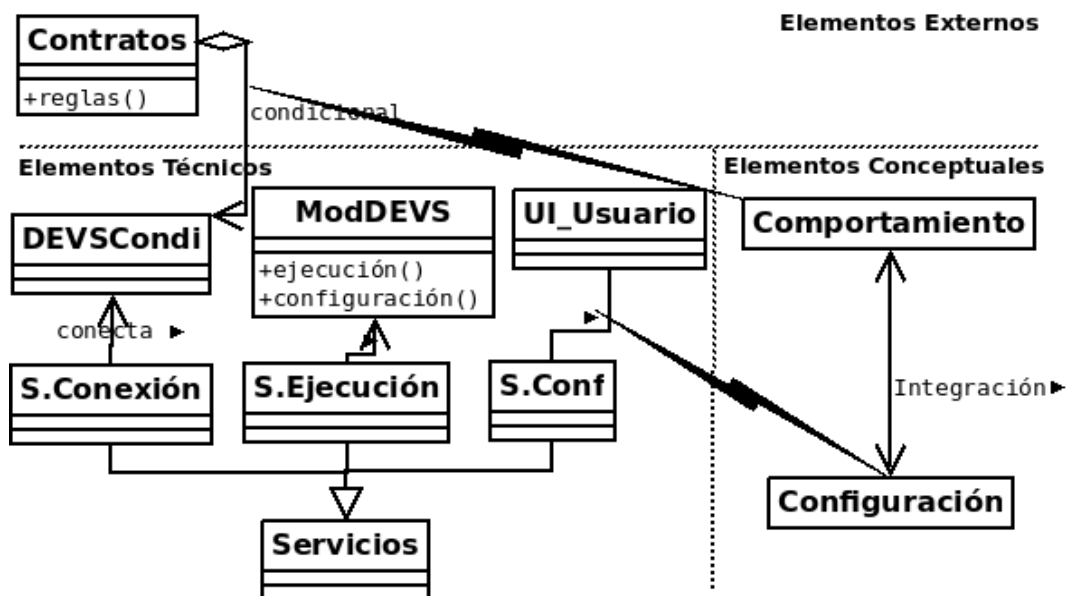 Elementos Externos
Contratos
+reglas()
condicional
Elementos Técnicos
Elementos Conceptuales
ModDEVS
+ejecución()
+configuración()
UI_Usuario
Comportamiento
DEVSCondi
conecta
S.Conexión
S.Ejecución
S.Conf
Integración
Configuración
Servicios